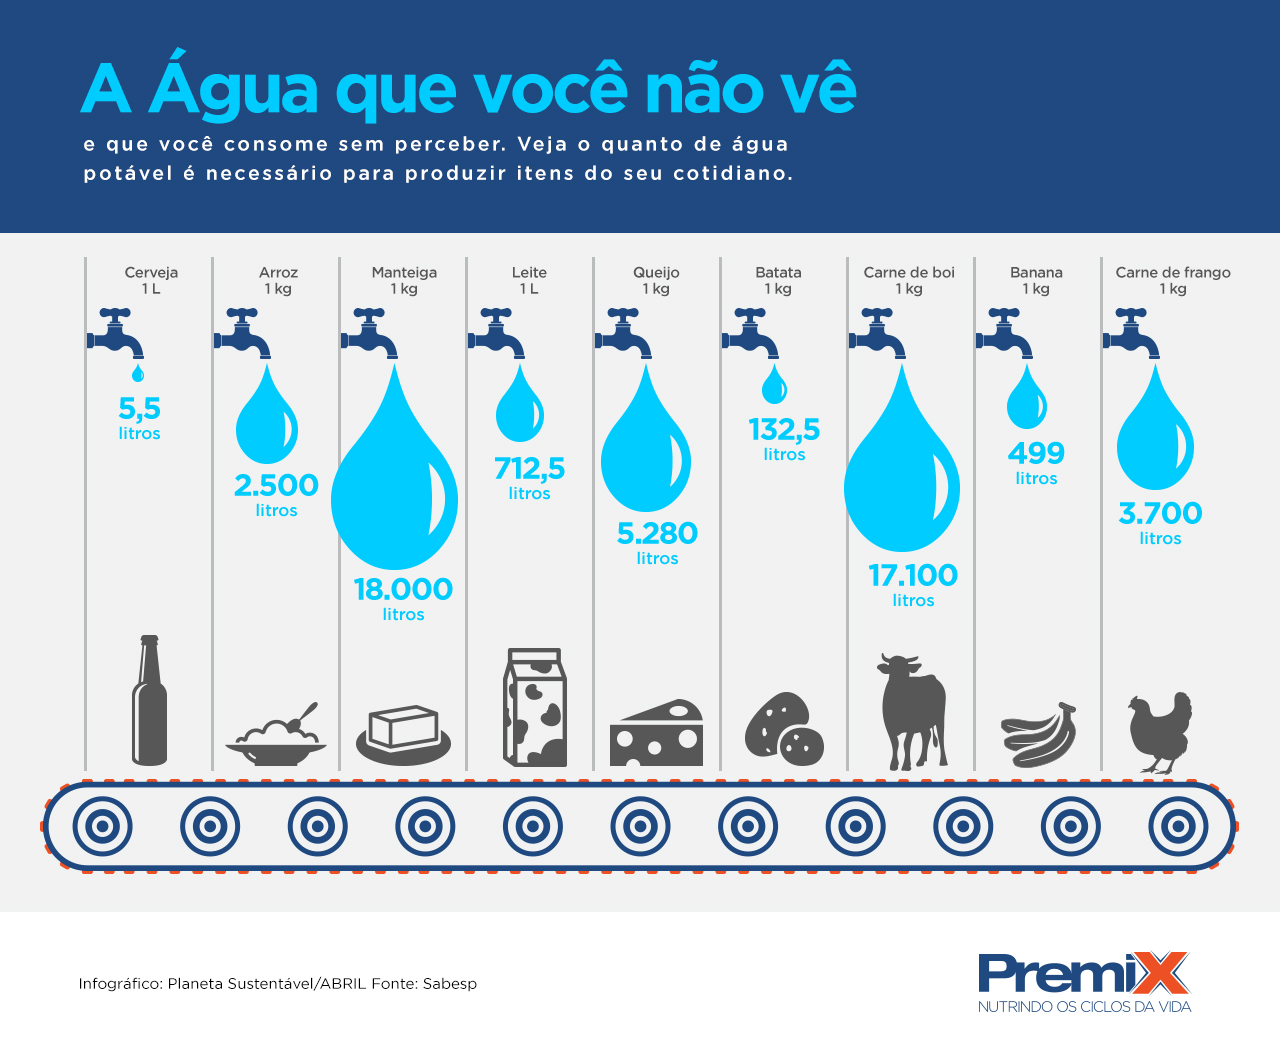 A Água que você não vê
e que você consome sem perceber. Veja o quanto de água
potável é necessário para produzir itens do seu cotidiano.
Cerveja
1 L
Arroz
1 kg
Manteiga
1 kg
Leite
1 L
Queijo
1 kg
Batata
1 kg
Carne de boi
1 kg
Banana
1 kg
Carne de frango
1 kg
5,5
litros
2.500
litros
18.000
litros
712,5
litros
5.280
litros
132,5
litros
17.100
litros
499
litros
3.700
litros
Infográfico: Planeta Sustentável/ABRIL Fonte: Sabesp
PremiX
NUTRINDO OS CICLOS DA VIDA